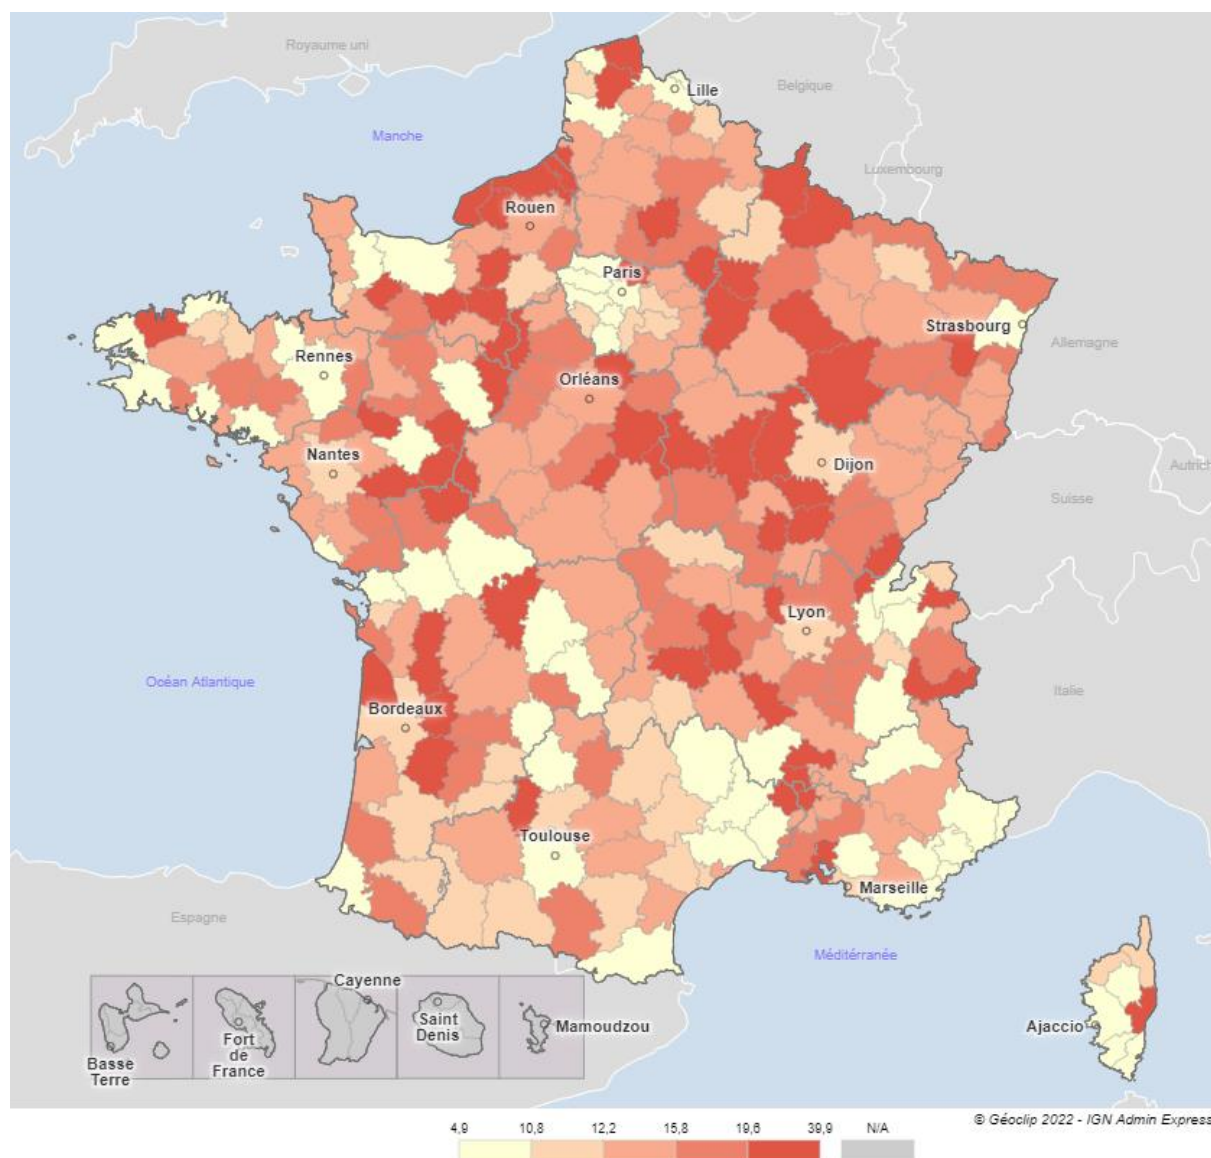 Royaume uni
Belgique
Lille
Manche
Luxembourg
Rouen
Paris
Strasbourg
Allemagne
Rennes
Orléans
Nantes
Dijon
Autrich
Suisse
Lyon
Océan Atlantique
Italie
Bordeaux
Toulouse
Marseille
Espagne
Méditérranée
Cayenne
Saint
Denis
Mamoudzou
Ajaccio
Fort
de
France
Basse
Terre
© Géoclip 2022 - IGN Admin Express
4,9 10,8 12,2 15,8 19,6 39,9 N/A